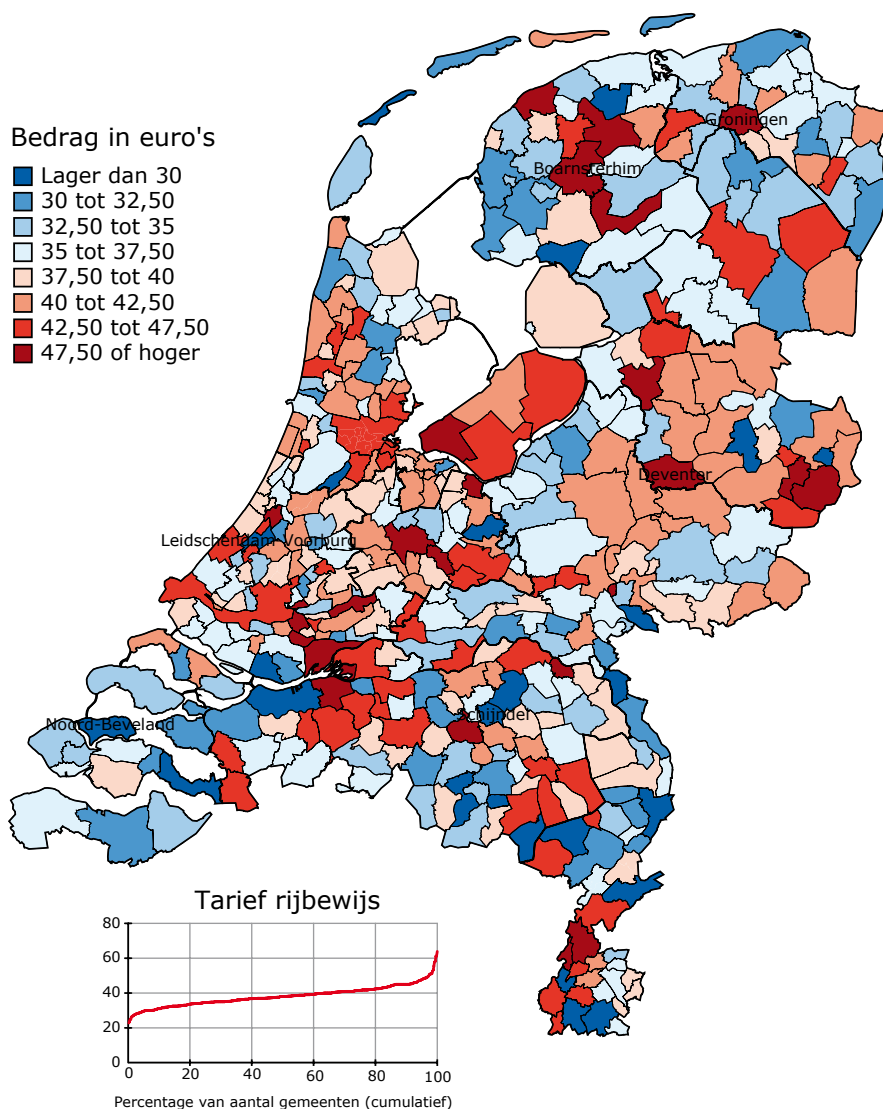 Bedrag in euro's
Lager dan 30
30 tot 32,50
32,50 tot 35
35 tot 37,50
37,50 tot 40
40 tot 42,50
42,50 tot 47,50
47,50 of hoger
Groningen
Boarnsterhim
Deventer
Leidschendam-Voorburg
Schijndel
Noord-Beveland
Tarief rijbewijs
80
60
40
20
0
0 20 40 60 80 100
Percentage van aantal gemeenten (cumulatief)